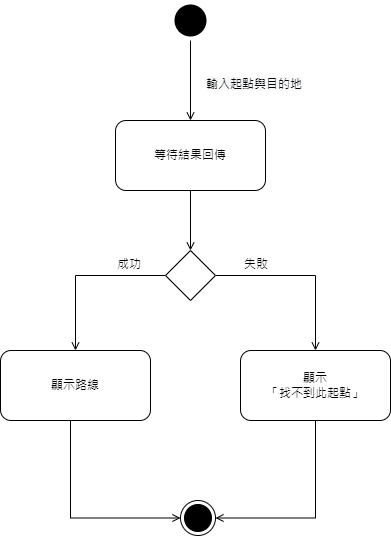 輸入起點與目的地
等待結果回傳
成功
失敗
顯示路線
顯示
「找不到此起點」